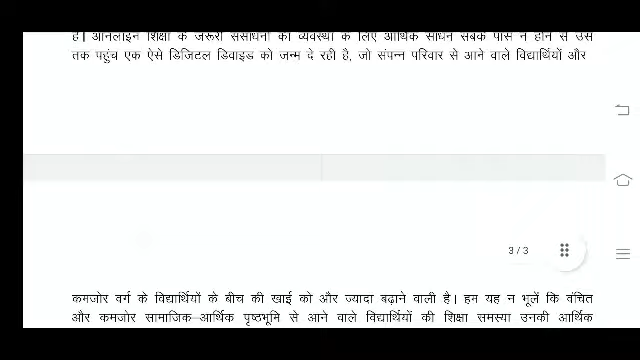 है। ऑनलाइन शिक्षा के जरूरी संसाधनों की व्यवस्था के लिए आर्थिक साधन सबके पास न होने से उस
तक पहुंच एक ऐसे डिजिटल डिवाइड को जन्म दे रही है, जो संपन्न परिवार से आने वाले विद्यार्थियों और
3 / 3
कमजोर वर्ग के विद्यार्थियों के बीच की खाई को और ज्यादा बढ़ाने वाली है। हम यह न भूलें कि वंचित
और कमजोर सामाजिक–आर्थिक पृष्ठभूमि से आने वाले विद्यार्थियों की शिक्षा समस्या उनकी आर्थिक